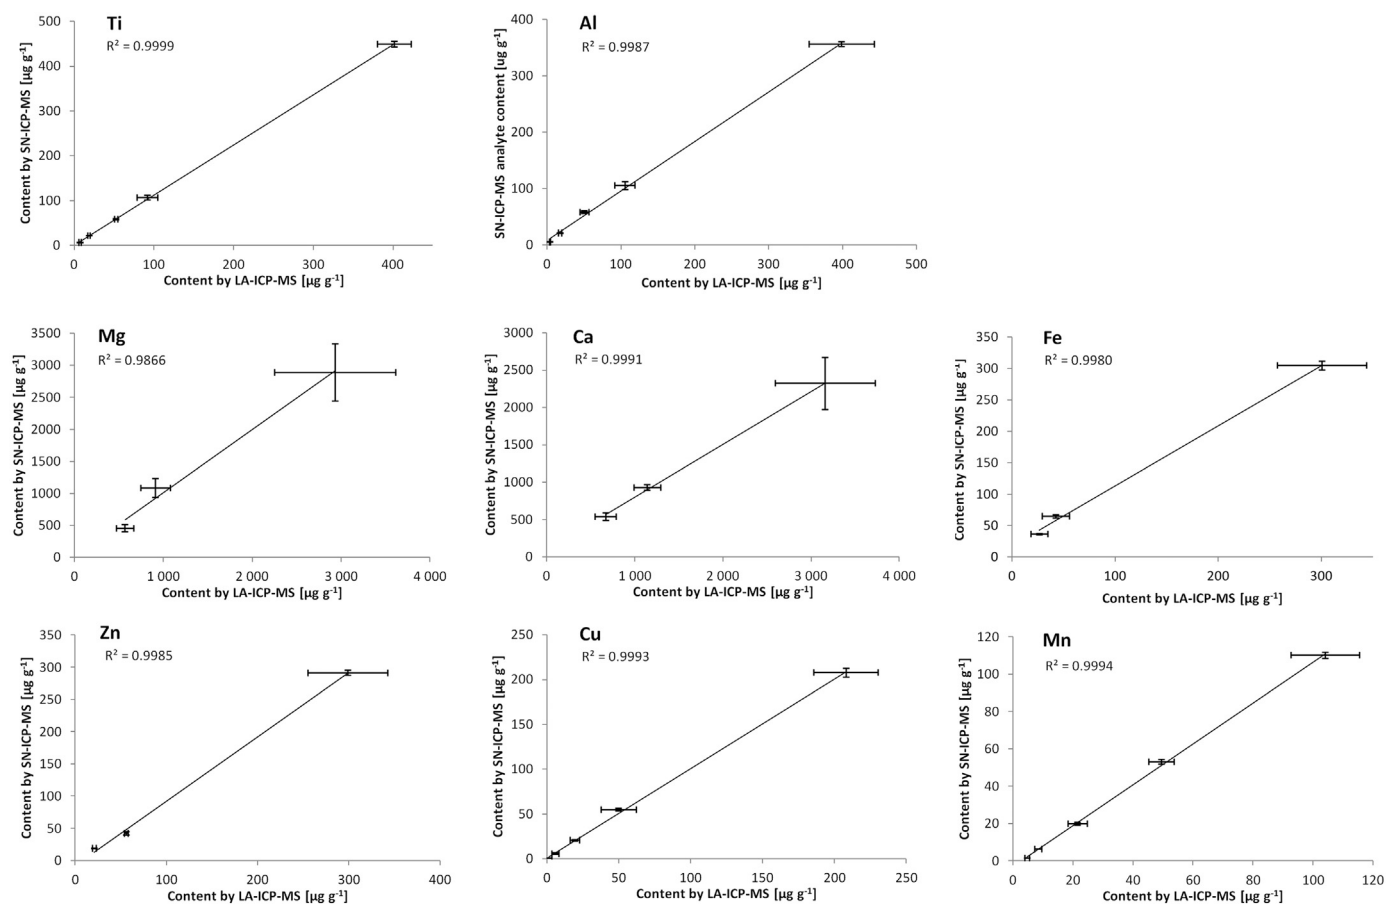 Ti
R² = 0.9999
Content by SN-ICP-MS [µg g⁻¹]
500
400
300
200
100
0
0 100 200 300 400
Content by LA-ICP-MS [µg g⁻¹]
Al
R² = 0.9987
SN-ICP-MS analyte content [ug g⁻¹]
400
300
200
100
0
0 100 200 300 400 500
Content by LA-ICP-MS [µg g⁻¹]
Mg
R² = 0.9866
Content by SN-ICP-MS [µg g⁻¹]
3500
3000
2500
2000
1500
1000
500
0
0 1 000 2 000 3 000 4 000
Content by LA-ICP-MS [µg g⁻¹]
Ca
R² = 0.9991
Content by SN-ICP-MS [µg g⁻¹]
3000
2500
2000
1500
1000
500
0
0 1 000 2 000 3 000 4 000
Content by LA-ICP-MS [µg g⁻¹]
Fe
R² = 0.9980
Content by SN-ICP-MS [µg g⁻¹]
350
300
250
200
150
100
50
0
0 100 200 300
Content by LA-ICP-MS [µg g⁻¹]
Zn
R² = 0.9985
Content by SN-ICP-MS [µg g⁻¹]
350
300
250
200
150
100
50
0
0 100 200 300 400
Content by LA-ICP-MS [µg g⁻¹]
Cu
R² = 0.9993
Content by SN-ICP-MS [µg g⁻¹]
250
200
150
100
50
0
0 50 100 150 200 250
Content by LA-ICP-MS [µg g⁻¹]
Mn
R² = 0.9994
Content by SN-ICP-MS [µg g⁻¹]
120
100
80
60
40
20
0
0 20 40 60 80 100 120
Content by LA-ICP-MS [µg g⁻¹]